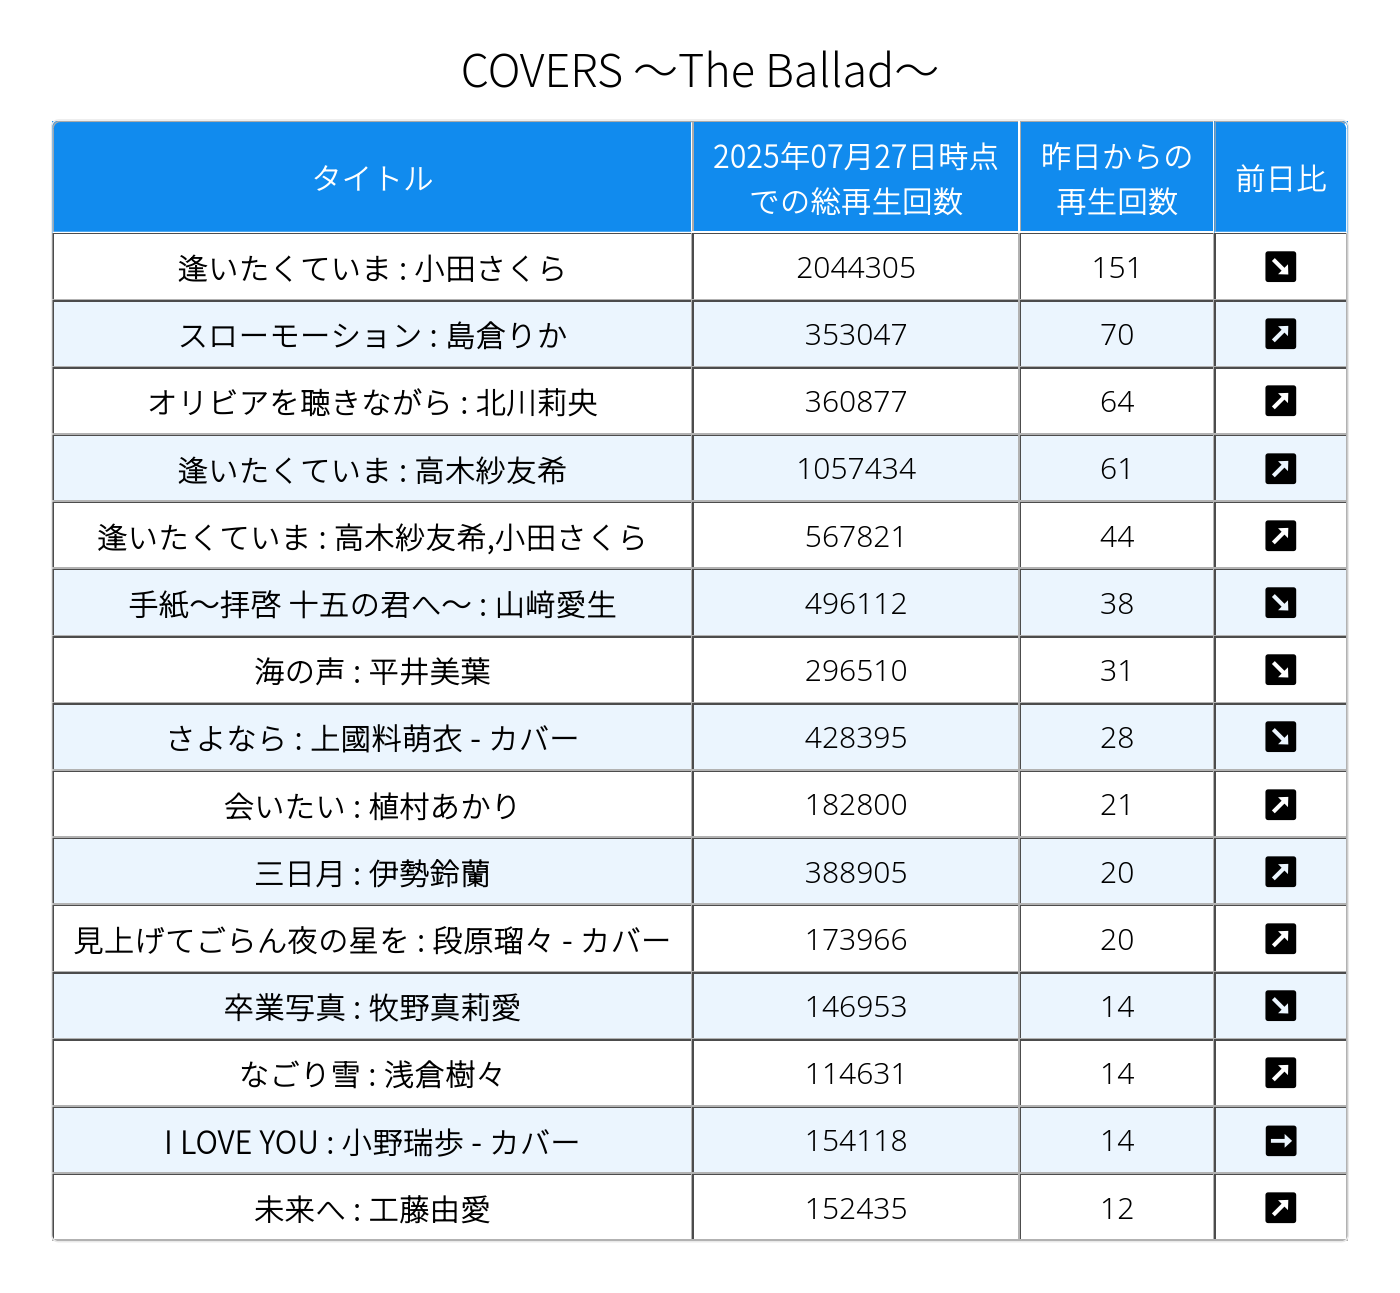 COVERS ～The Ballad～
タイトル 2025年07月27日時点での総再生回数 昨日からの再生回数 前日比
逢いたくていま : 小田さくら 2044305 151 ↘
スローモーション : 島倉りか 353047 70 ↗
オリビアを聴きながら : 北川莉央 360877 64 ↗
逢いたくていま : 高木紗友希 1057434 61 ↗
逢いたくていま : 高木紗友希,小田さくら 567821 44 ↗
手紙～拝啓 十五の君へ～ : 山﨑愛生 496112 38 ↘
海の声 : 平井美葉 296510 31 ↘
さよなら : 上國料萌衣 - カバー 428395 28 ↘
会いたい : 植村あかり 182800 21 ↗
三日月 : 伊勢鈴蘭 388905 20 ↗
見上げてごらん夜の星を : 段原瑠々 - カバー 173966 20 ↗
卒業写真 : 牧野真莉愛 146953 14 ↘
なごり雪 : 浅倉樹々 114631 14 ↗
I LOVE YOU : 小野瑞歩 - カバー 154118 14 →
未来へ : 工藤由愛 152435 12 ↗